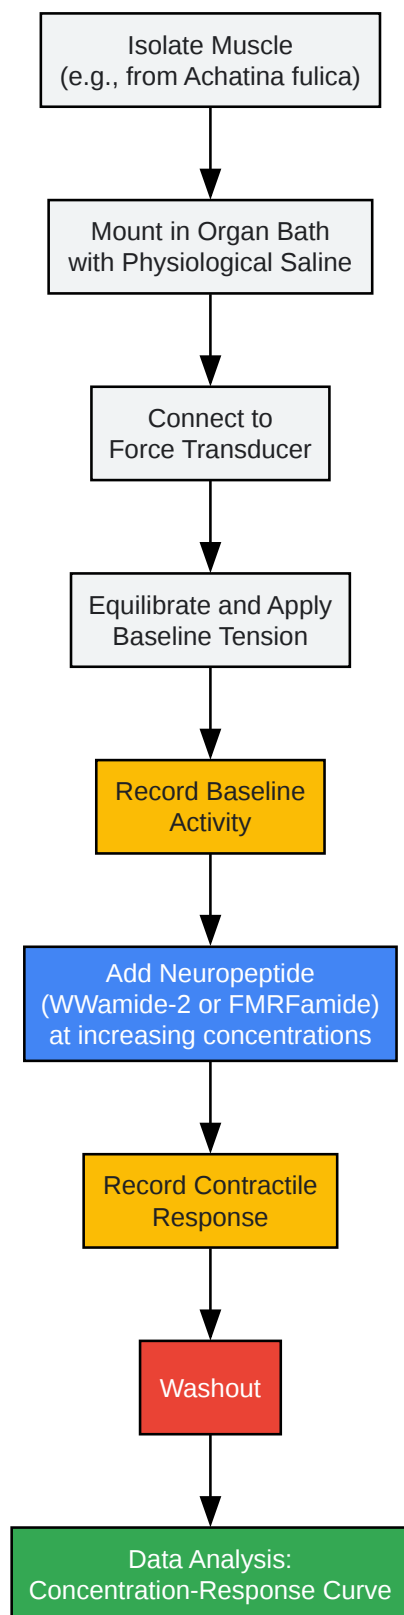 Isolate Muscle
(e.g., from Achatina fulica)
Mount in Organ Bath
with Physiological Saline
Connect to
Force Transducer
Equilibrate and Apply
Baseline Tension
Record Baseline
Activity
Add Neuropeptide
(WWamide-2 or FMRFamide)
at increasing concentrations
Record Contractile
Response
Washout
Data Analysis:
Concentration-Response Curve